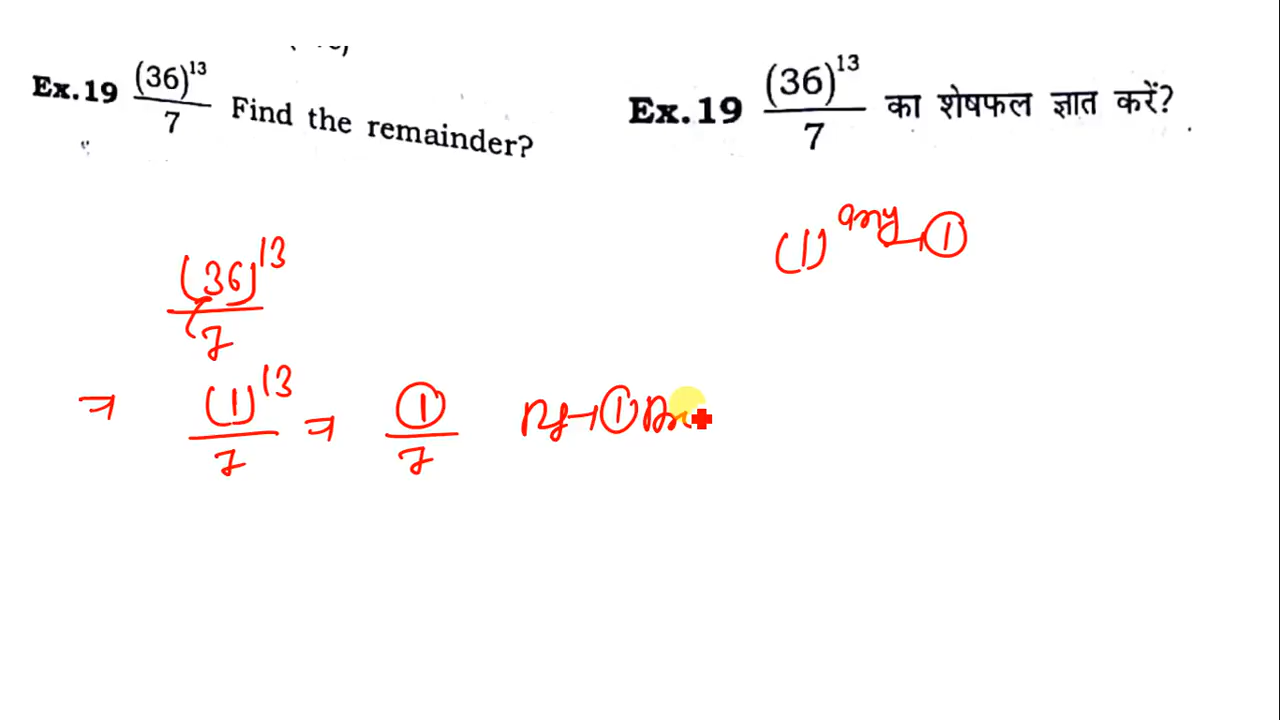 Ex.19 (36)^13/7 Find the remainder?
Ex.19 (36)^13/7 का शेषफल ज्ञात करें?
(1)^any → 1
(36)^13/7
⇒ (1)^13/7 ⇒ 1/7 → 1